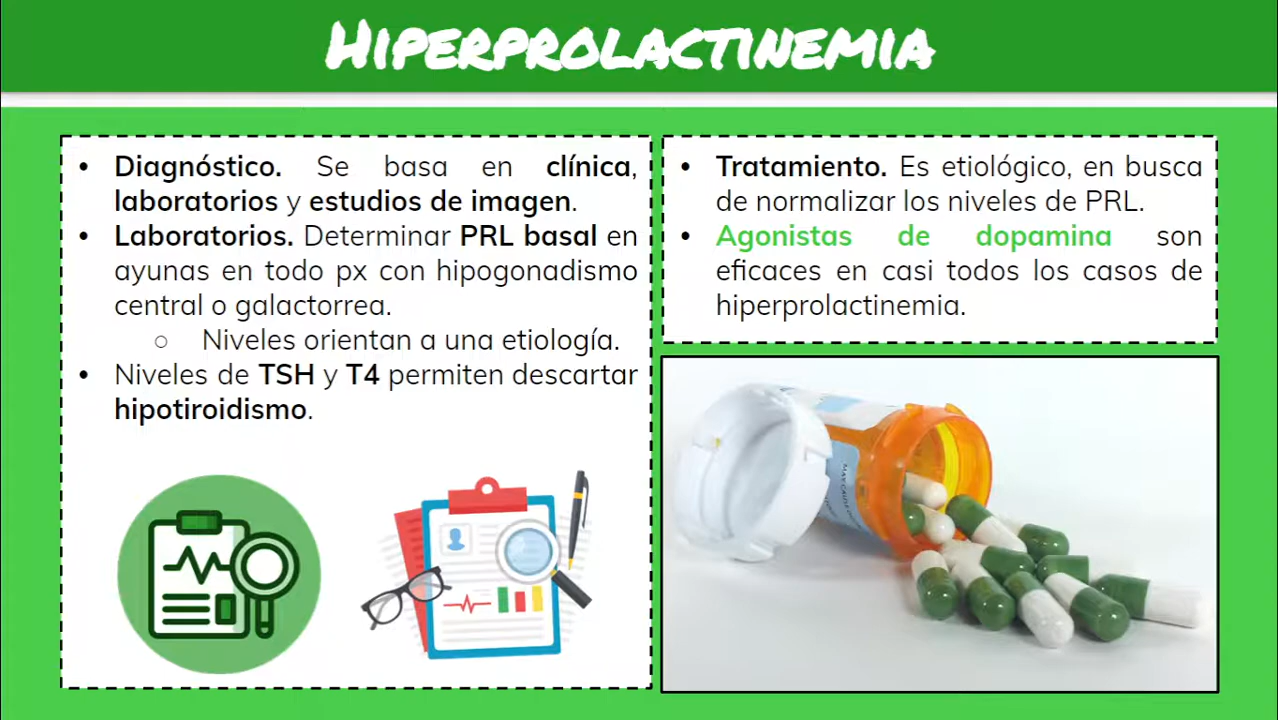 HIPERPROLACTINEMIA
• Diagnóstico. Se basa en clínica,
laboratorios y estudios de imagen.
• Laboratorios. Determinar PRL basal en
ayunas en todo px con hipogonadismo
central o galactorrea.
○ Niveles orientan a una etiología.
• Niveles de TSH y T4 permiten descartar
hipotiroidismo.
• Tratamiento. Es etiológico, en busca
de normalizar los niveles de PRL.
• Agonistas de dopamina son
eficaces en casi todos los casos de
hiperprolactinemia.